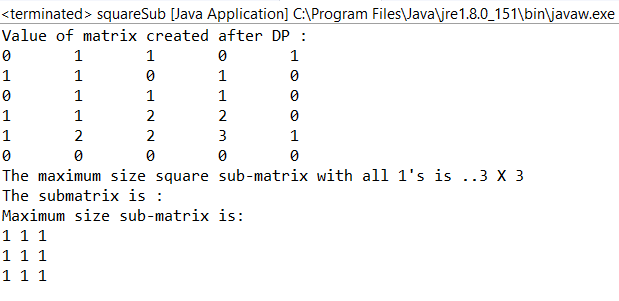 <terminated> squareSub [Java Application] C:\Program Files\Java\jre1.8.0_151\bin\javaw.exe
Value of matrix created after DP :
0 1 1 0 1
1 1 0 1 0
0 1 1 1 0
1 1 2 2 0
1 2 2 3 1
0 0 0 0 0
The maximum size square sub-matrix with all 1's is ..3 X 3
The submatrix is :
Maximum size sub-matrix is:
1 1 1
1 1 1
1 1 1